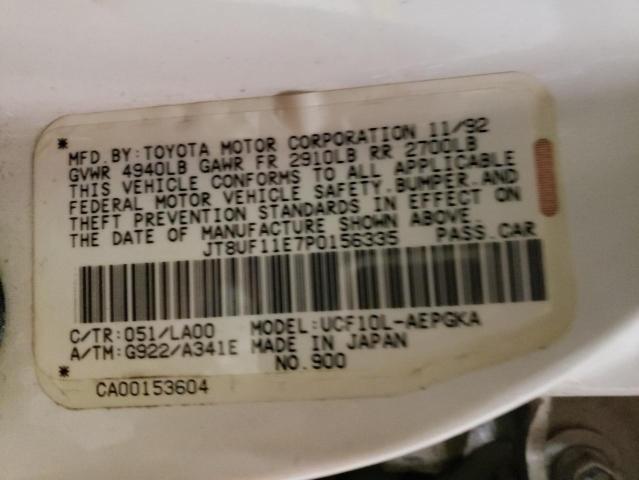 * MFD. BY: TOYOTA MOTOR CORPORATION 11/92
GVWR 4940LB GAWR FR 2910LB RR 2700LB
THIS VEHICLE CONFORMS TO ALL APPLICABLE
FEDERAL MOTOR VEHICLE SAFETY, BUMPER, AND
THEFT PREVENTION STANDARDS IN EFFECT ON
THE DATE OF MANUFACTURE SHOWN ABOVE.
JT8UF11E7P0156335 PASS. CAR
C/TR: 051/LA00 MODEL: UCF10L-AEPGKA
A/TM: G922/A341E MADE IN JAPAN
* NO. 900
CA00153604